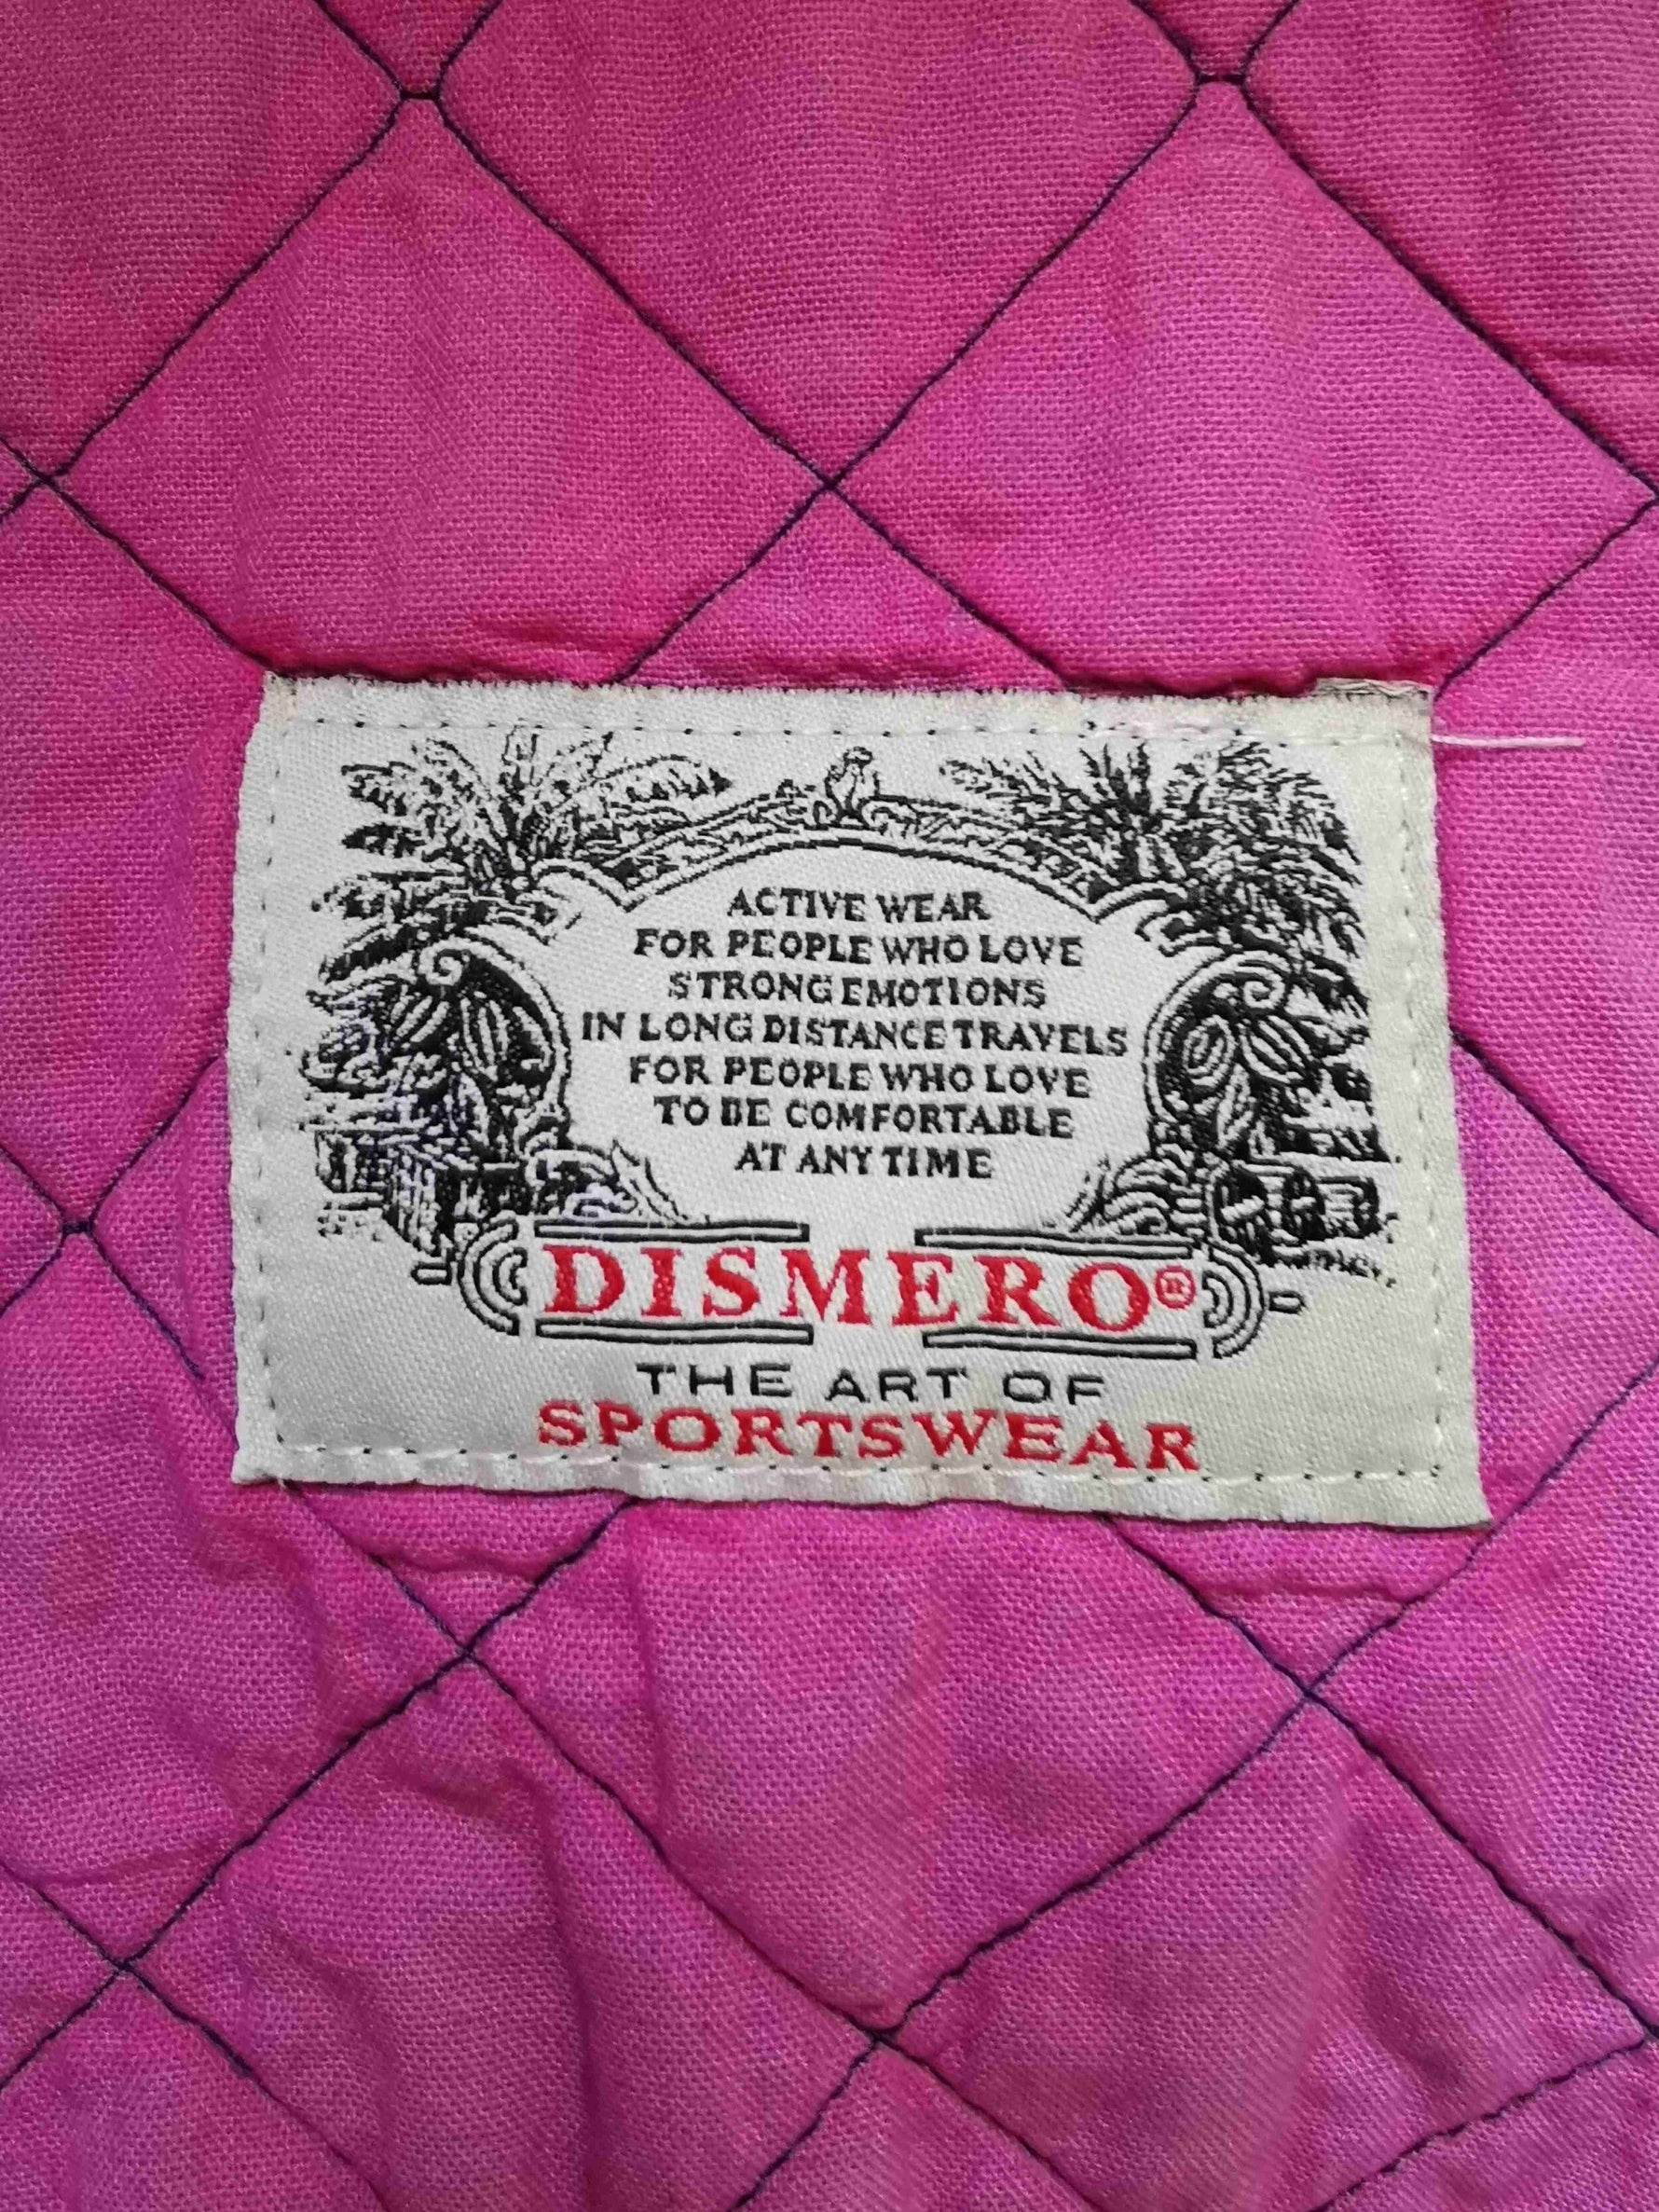 ACTIVE WEAR
FOR PEOPLE WHO LOVE
STRONG EMOTIONS
IN LONG DISTANCE TRAVELS
FOR PEOPLE WHO LOVE
TO BE COMFORTABLE
AT ANY TIME
DISMERO®
THE ART OF
SPORTSWEAR